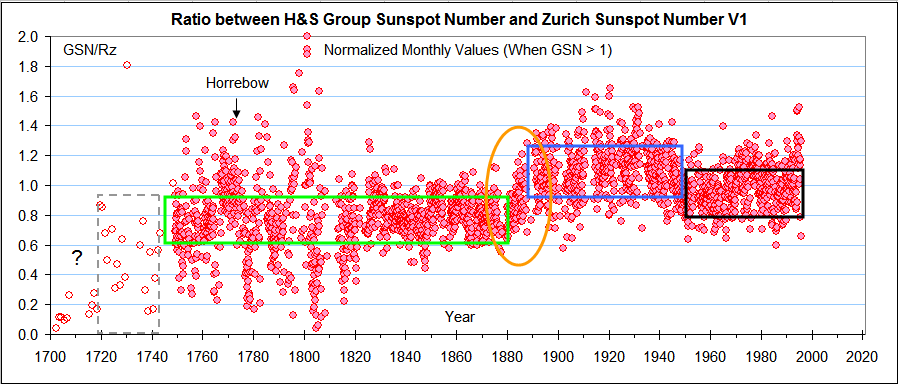 Ratio between H&S Group Sunspot Number and Zurich Sunspot Number V1
GSN/Rz
Normalized Monthly Values (When GSN > 1)
Horrebow
2.0
1.8
1.6
1.4
1.2
1.0
0.8
0.6
0.4
0.2
0.0
?
Year
1700 1720 1740 1760 1780 1800 1820 1840 1860 1880 1900 1920 1940 1960 1980 2000 2020